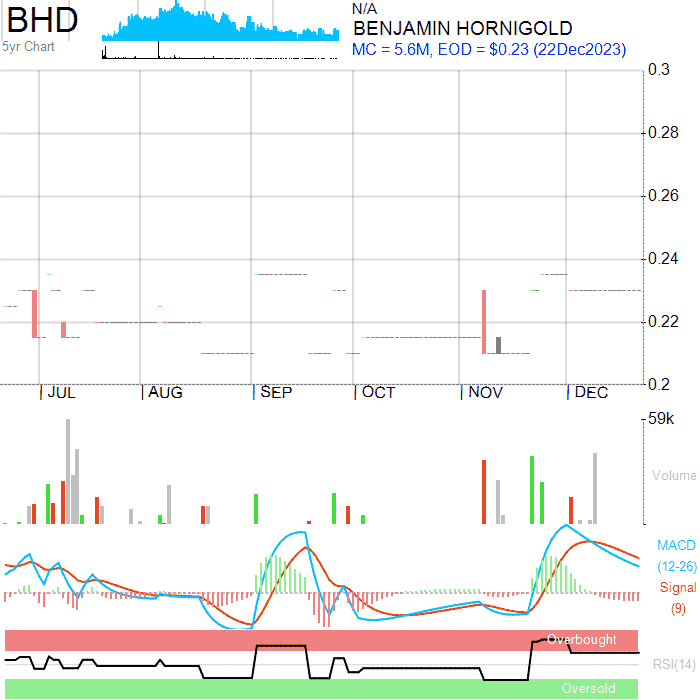 BHD
5yr Chart
N/A
BENJAMIN HORNIGOLD
MC = 5.6M, EOD = $0.23 (22Dec2023)
0.3
0.28
0.26
0.24
0.22
0.2
JUL AUG SEP OCT NOV DEC
59k
Volume
MACD
(12-26)
Signal
(9)
Overbought
RSI(14)
Oversold